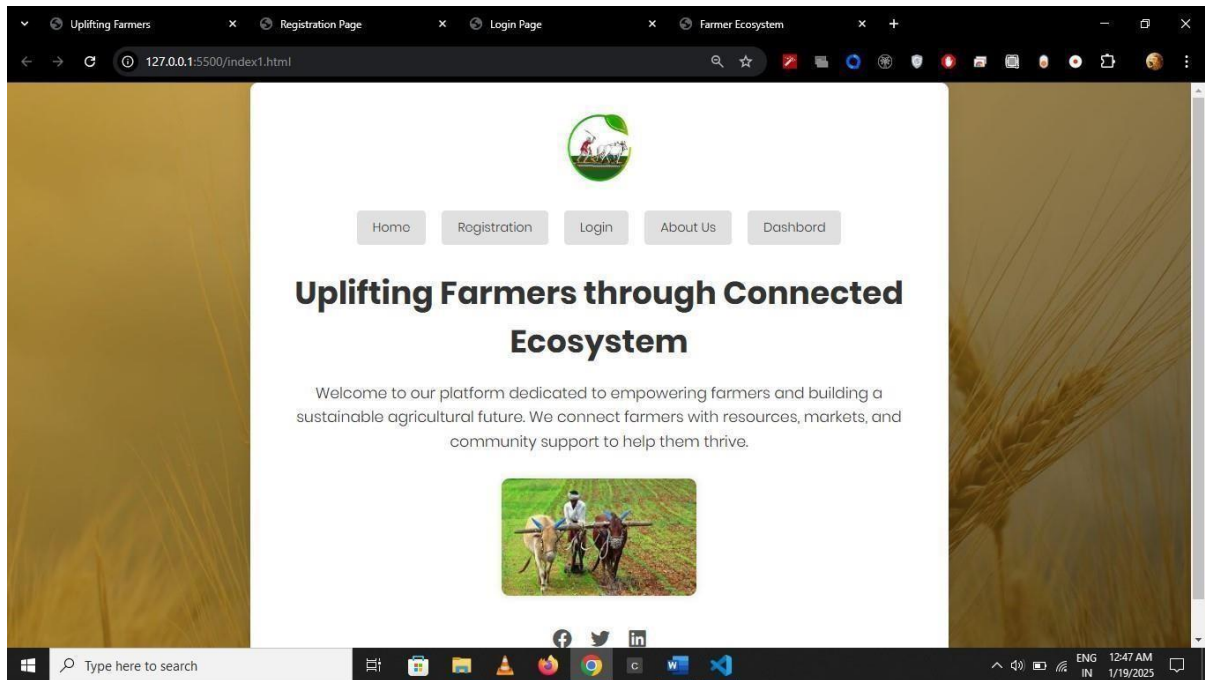 Uplifting Farmers
Registration Page
Login Page
Farmer Ecosystem
127.0.0.1:5500/index1.html
Home
Registration
Login
About Us
Dashbord
Uplifting Farmers through Connected
Ecosystem
Welcome to our platform dedicated to empowering farmers and building a
sustainable agricultural future. We connect farmers with resources, markets, and
community support to help them thrive.
Type here to search
ENG
IN
12:47 AM
1/19/2025